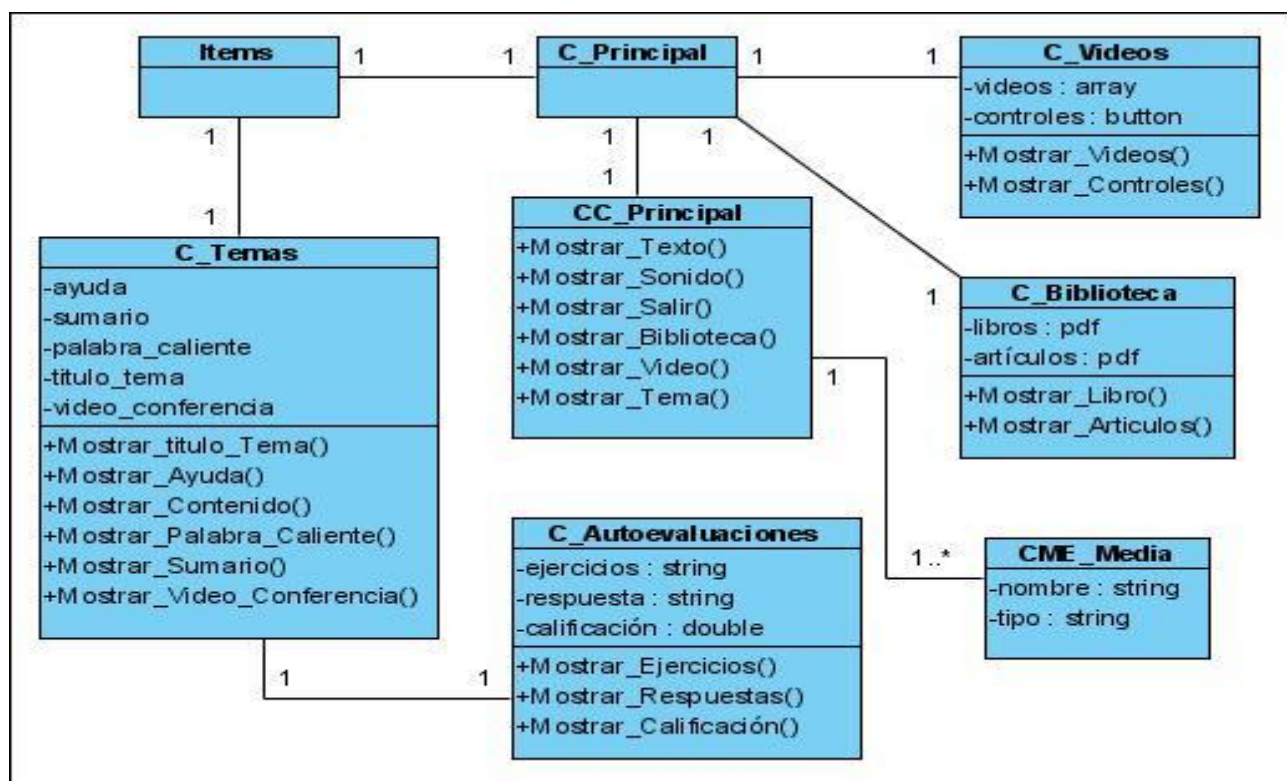 Items
1
1
C_Principal
1
1
C_Videos
-videos : array
-controles : button
+Mostrar_Videos()
+Mostrar_Controles()
1
1
1
1
1
CC_Principal
+Mostrar_Texto()
+Mostrar_Sonido()
+Mostrar_Salir()
+Mostrar_Biblioteca()
+Mostrar_Video()
+Mostrar_Tema()
C_Temas
-ayuda
-sumario
-palabra_caliente
-titulo_tema
-video_conferencia
+Mostrar_titulo_Tema()
+Mostrar_Ayuda()
+Mostrar_Contenido()
+Mostrar_Palabra_Caliente()
+Mostrar_Sumario()
+Mostrar_Video_Conferencia()
1
C_Biblioteca
-libros : pdf
-artículos : pdf
+Mostrar_Libro()
+Mostrar_Articulos()
1
1..*
CME_Media
-nombre : string
-tipo : string
C_Autoevaluaciones
-ejercicios : string
-respuesta : string
-calificación : double
+Mostrar_Ejercicios()
+Mostrar_Respuestas()
+Mostrar_Calificación()
1
1